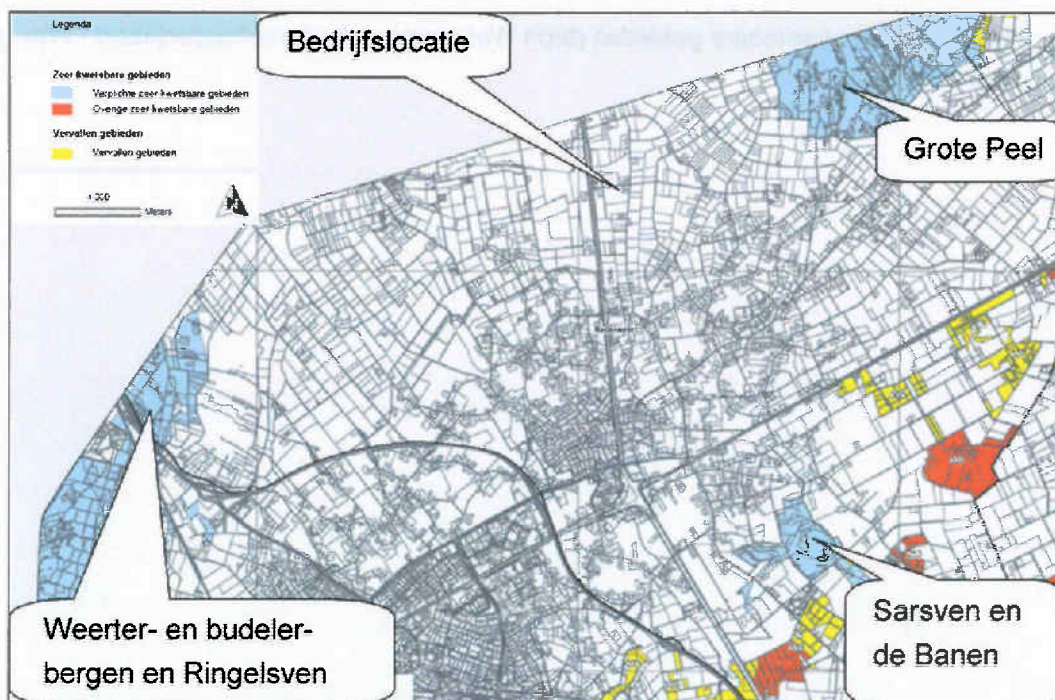 Legenda
Zeer kwetsbare gebieden
Verplichte zeer kwetsbare gebieden
Overige zeer kwetsbare gebieden
Vervallen gebieden
Vervallen gebieden
Meters
Bedrijfslocatie
Grote Peel
Weerter- en budeler-
bergen en Ringelsven
Sarsven en
de Banen